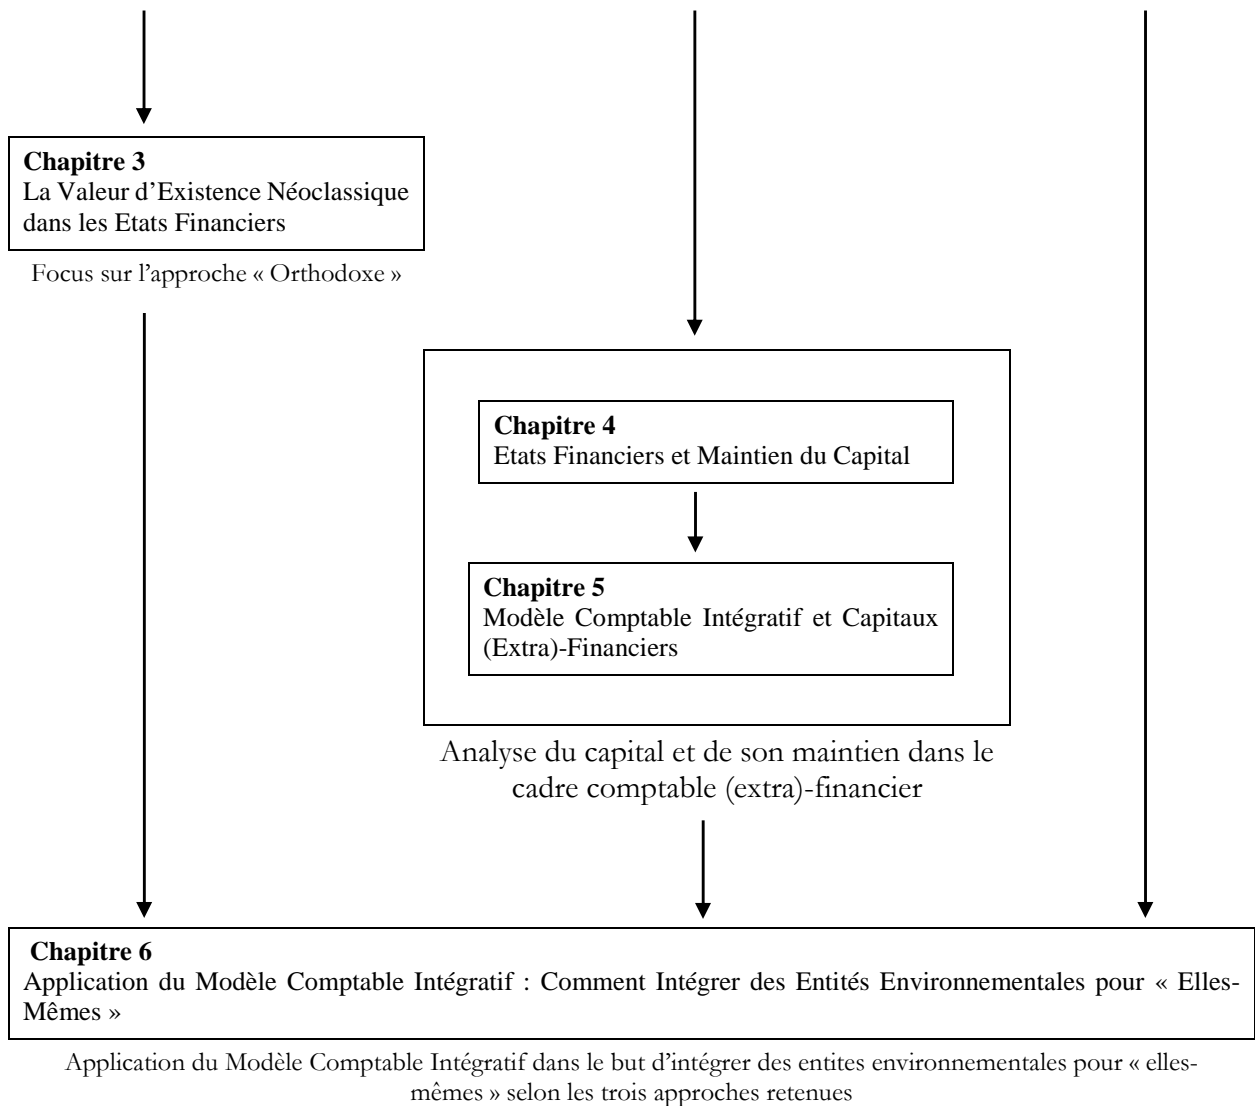 Chapitre 3
La Valeur d’Existence Néoclassique
dans les Etats Financiers
Focus sur l’approche « Orthodoxe »
Chapitre 4
Etats Financiers et Maintien du Capital
Chapitre 5
Modèle Comptable Intégratif et Capitaux
(Extra)-Financiers
Analyse du capital et de son maintien dans le
cadre comptable (extra)-financier
Chapitre 6
Application du Modèle Comptable Intégratif : Comment Intégrer des Entités Environnementales pour « Elles-
Mêmes »
Application du Modèle Comptable Intégratif dans le but d’intégrer des entites environnementales pour « elles-
mêmes » selon les trois approches retenues